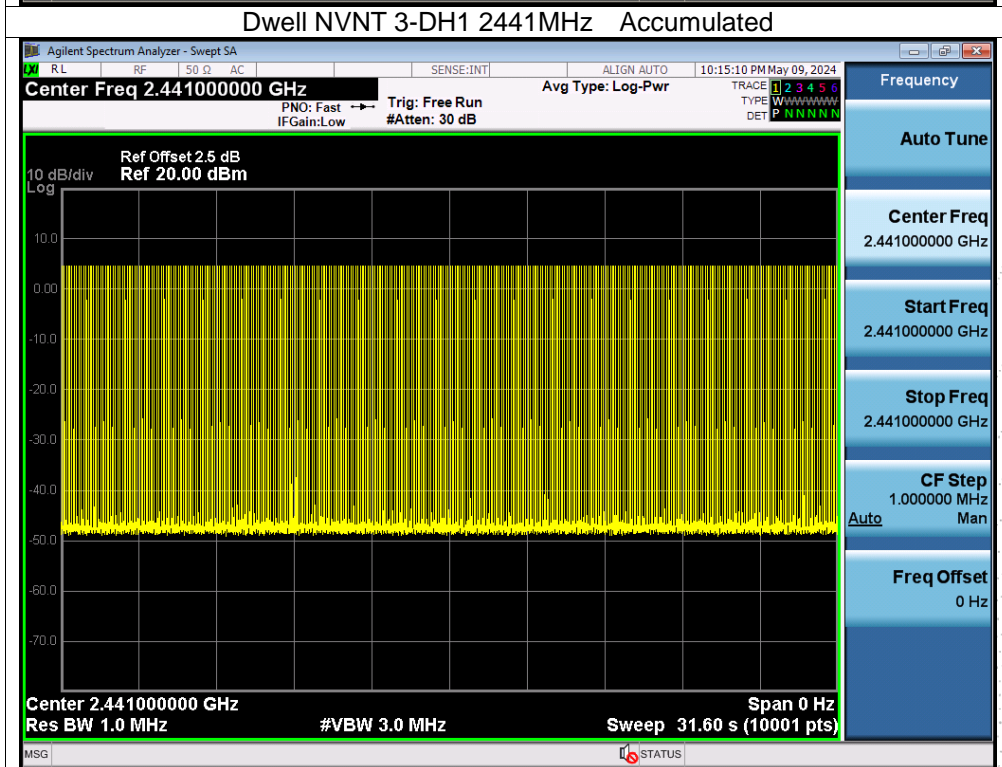 Dwell NVNT 3-DH1 2441MHz Accumulated
Agilent Spectrum Analyzer - Swept SA
LXI RL RF 50 Ω AC SENSE:INT ALIGN AUTO 10:15:10 PM May 09, 2024
Center Freq 2.441000000 GHz
PNO: Fast
IFGain:Low
Trig: Free Run
#Atten: 30 dB
Avg Type: Log-Pwr
TRACE 1 2 3 4 5 6
TYPE WWWWWWW
DET P N N N N N
Frequency
Auto Tune
Center Freq
2.441000000 GHz
Start Freq
2.441000000 GHz
Stop Freq
2.441000000 GHz
CF Step
1.000000 MHz
Auto Man
Freq Offset
0 Hz
Ref Offset 2.5 dB
10 dB/div Ref 20.00 dBm
Log
10.0
0.00
-10.0
-20.0
-30.0
-40.0
-50.0
-60.0
-70.0
Center 2.441000000 GHz Span 0 Hz
Res BW 1.0 MHz #VBW 3.0 MHz Sweep 31.60 s (10001 pts)
MSG STATUS